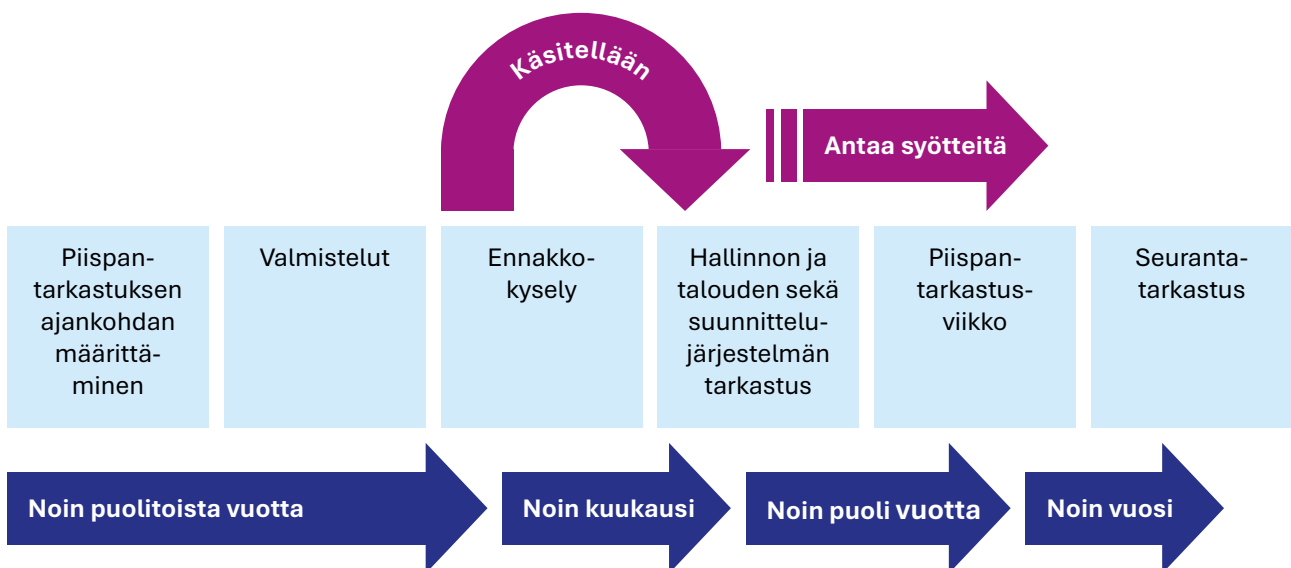 Käsitellään
Antaa syötteitä
Piispan-
tarkastuksen
ajankohdan
määrittä-
minen
Valmistelut
Ennakko-
kysely
Hallinnon ja
talouden sekä
suunnittelu-
järjestelmän
tarkastus
Piispan-
tarkastus-
viikko
Seuranta-
tarkastus
Noin puolitoista vuotta
Noin kuukausi
Noin puoli vuotta
Noin vuosi